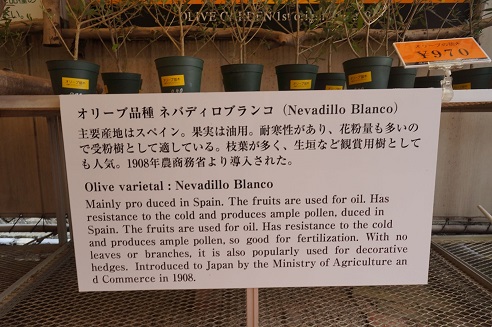 OLIVE GARDEN
¥970
オリーブ品種 ネバディロブランコ（Nevadillo Blanco）
主要産地はスペイン。果実は油用。耐寒性があり、花粉量も多いの
で受粉樹として適している。枝葉が多く、生垣など観賞用樹として
も人気。1908年農商務省より導入された。
Olive varietal : Nevadillo Blanco
Mainly pro duced in Spain. The fruits are used for oil. Has
resistance to the cold and produces ample pollen, duced in
Spain. The fruits are used for oil. Has resistance to the cold
and produces ample pollen, so good for fertilization. With no
leaves or branches, it is also popularly used for decorative
hedges. Introduced to Japan by the Ministry of Agriculture an
d Commerce in 1908.